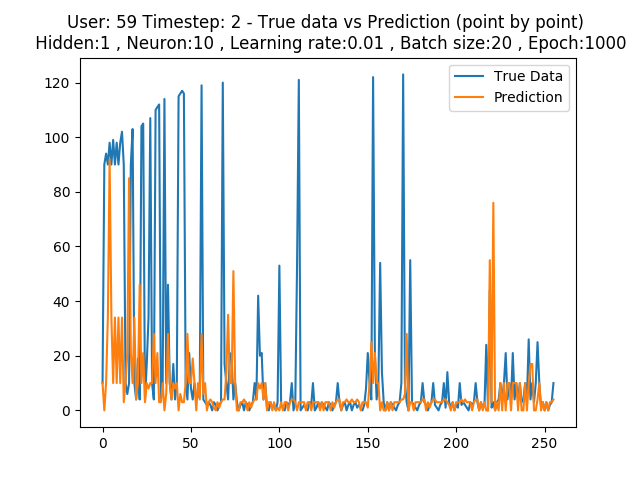 User: 59 Timestep: 2 - True data vs Prediction (point by point)
Hidden:1 , Neuron:10 , Learning rate:0.01 , Batch size:20 , Epoch:1000
True Data
Prediction
120
100
80
60
40
20
0
0 50 100 150 200 250